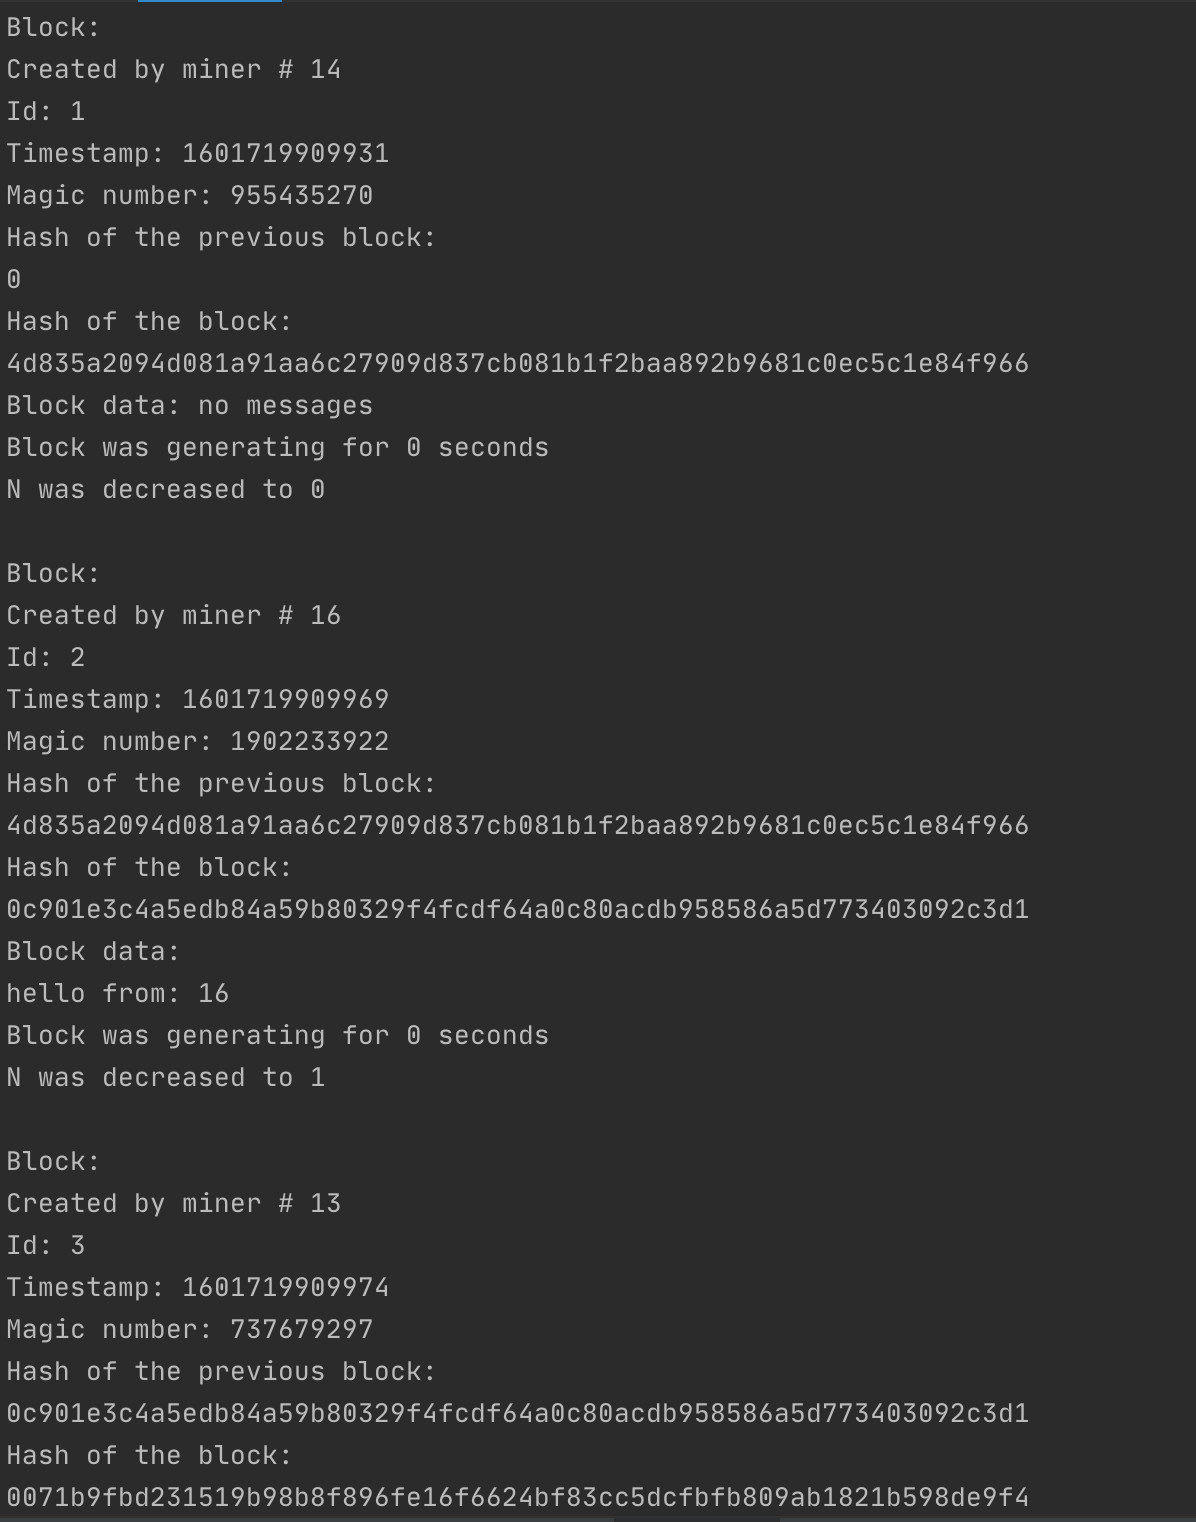 Block:
Created by miner # 14
Id: 1
Timestamp: 1601719909931
Magic number: 955435270
Hash of the previous block:
0
Hash of the block:
4d835a2094d081a91aa6c27909d837cb081b1f2baa892b9681c0ec5c1e84f966
Block data: no messages
Block was generating for 0 seconds
N was decreased to 0

Block:
Created by miner # 16
Id: 2
Timestamp: 1601719909969
Magic number: 1902233922
Hash of the previous block:
4d835a2094d081a91aa6c27909d837cb081b1f2baa892b9681c0ec5c1e84f966
Hash of the block:
0c901e3c4a5edb84a59b80329f4fcdf64a0c80acdb958586a5d773403092c3d1
Block data:
hello from: 16
Block was generating for 0 seconds
N was decreased to 1

Block:
Created by miner # 13
Id: 3
Timestamp: 1601719909974
Magic number: 737679297
Hash of the previous block:
0c901e3c4a5edb84a59b80329f4fcdf64a0c80acdb958586a5d773403092c3d1
Hash of the block:
0071b9fbd231519b98b8f896fe16f6624bf83cc5dcfbfb809ab1821b598de9f4